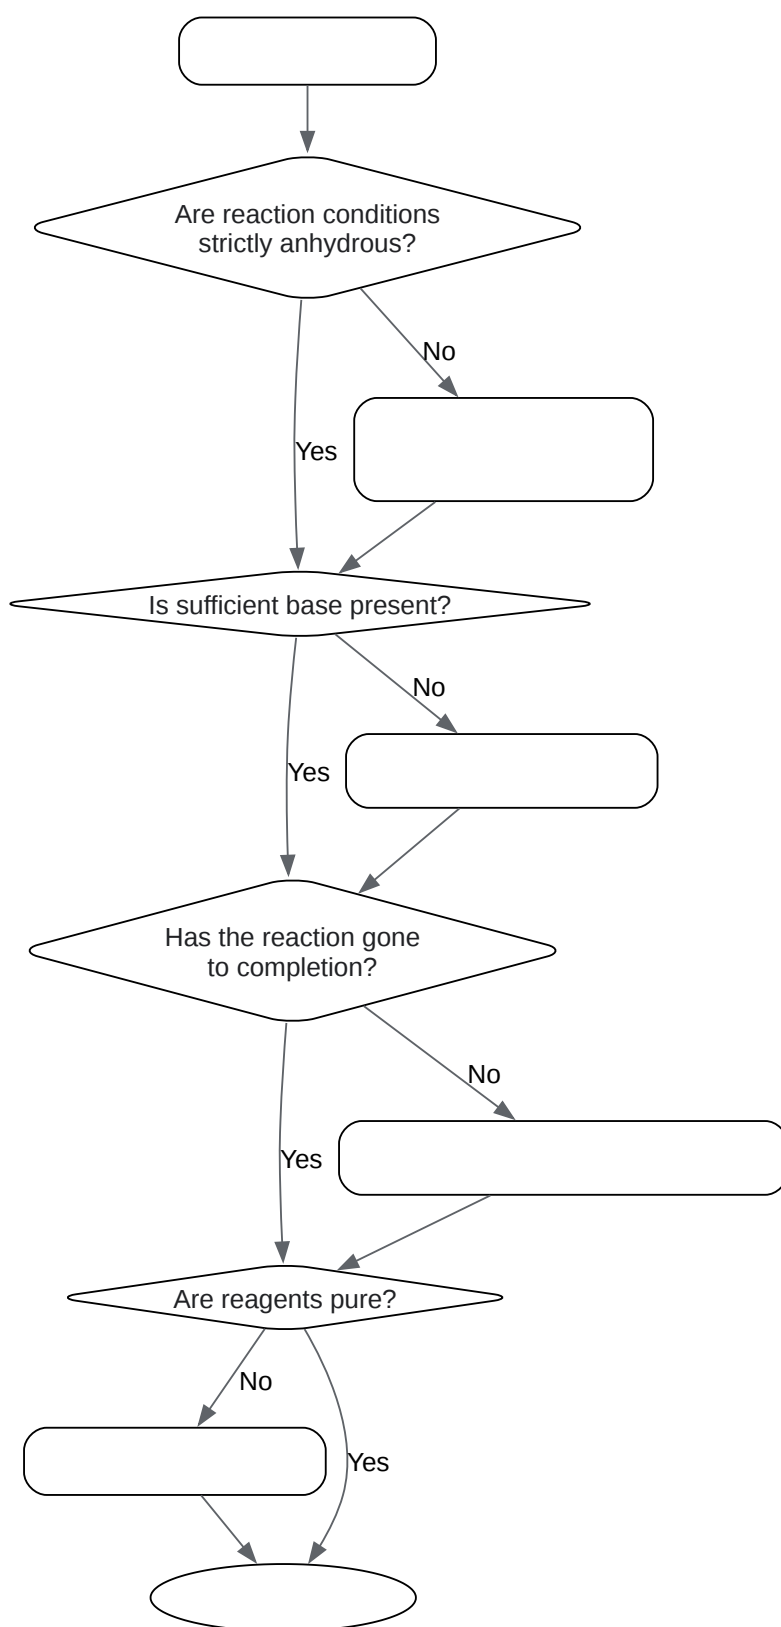 Are reaction conditions
strictly anhydrous?
No
Yes
Is sufficient base present?
No
Yes
Has the reaction gone
to completion?
No
Yes
Are reagents pure?
No
Yes